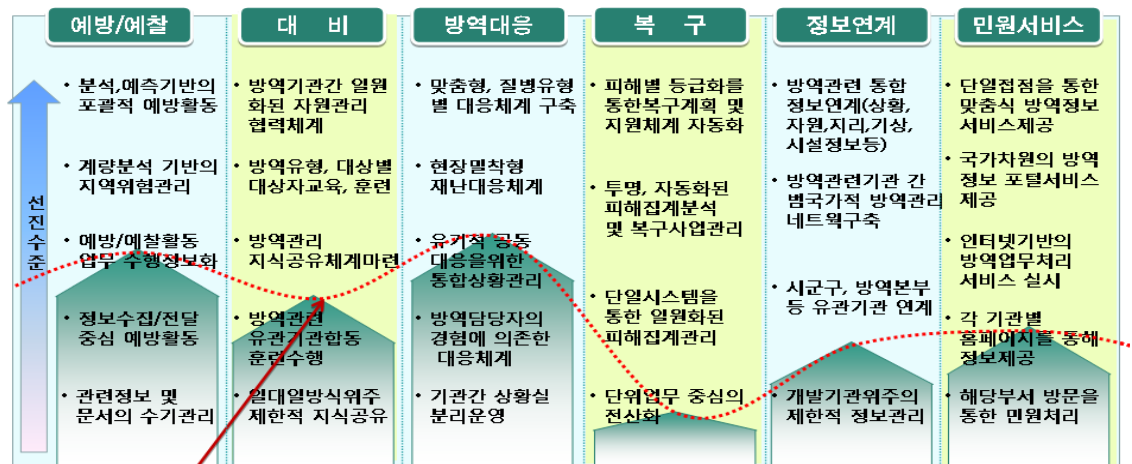 예방/예찰
대 비
방역대응
복 구
정보연계
민원서비스
선진수준
• 분석,예측기반의
포괄적 예방활동
• 계량분석 기반의
지역위험관리
• 예방/예찰활동
업무 수행정보화
• 정보수집/전달
중심 예방활동
• 관련정보 및
문서의 수기관리
• 방역기관간 일원
화된 자원관리
협력체계
• 방역유형, 대상별
대상자교육, 훈련
• 방역관리
지식공유체계마련
• 방역관련
유관기관합동
훈련수행
• 일대일방식위주
제한적 지식공유
• 맞춤형, 질병유형
별 대응체계 구축
• 현장밀착형
재난대응체계
• 유기적 공동
대응을위한
통합상황관리
• 방역담당자의
경험에 의존한
대응체계
• 기관간 상황실
분리운영
• 피해별 등급화를
통한복구계획 및
지원체계 자동화
• 투명, 자동화된
피해집계분석
및 복구사업관리
• 단일시스템을
통한 일원화된
피해집계관리
• 단위업무 중심의
전산화
• 방역관련 통합
정보연계(상황,
자원,지리,기상,
시설정보등)
• 방역관련기관 간
범국가적 방역관리
네트웍구축
• 시군구, 방역본부
등 유관기관 연계
• 개발기관위주의
제한적 정보관리
• 단일접점을 통한
맞춤식 방역정보
서비스제공
• 국가차원의 방역
정보 포털서비스
제공
• 인터넷기반의
방역업무처리
서비스 실시
• 각 기관별
홈페이지를 통해
정보제공
• 해당부서 방문을
통한 민원처리